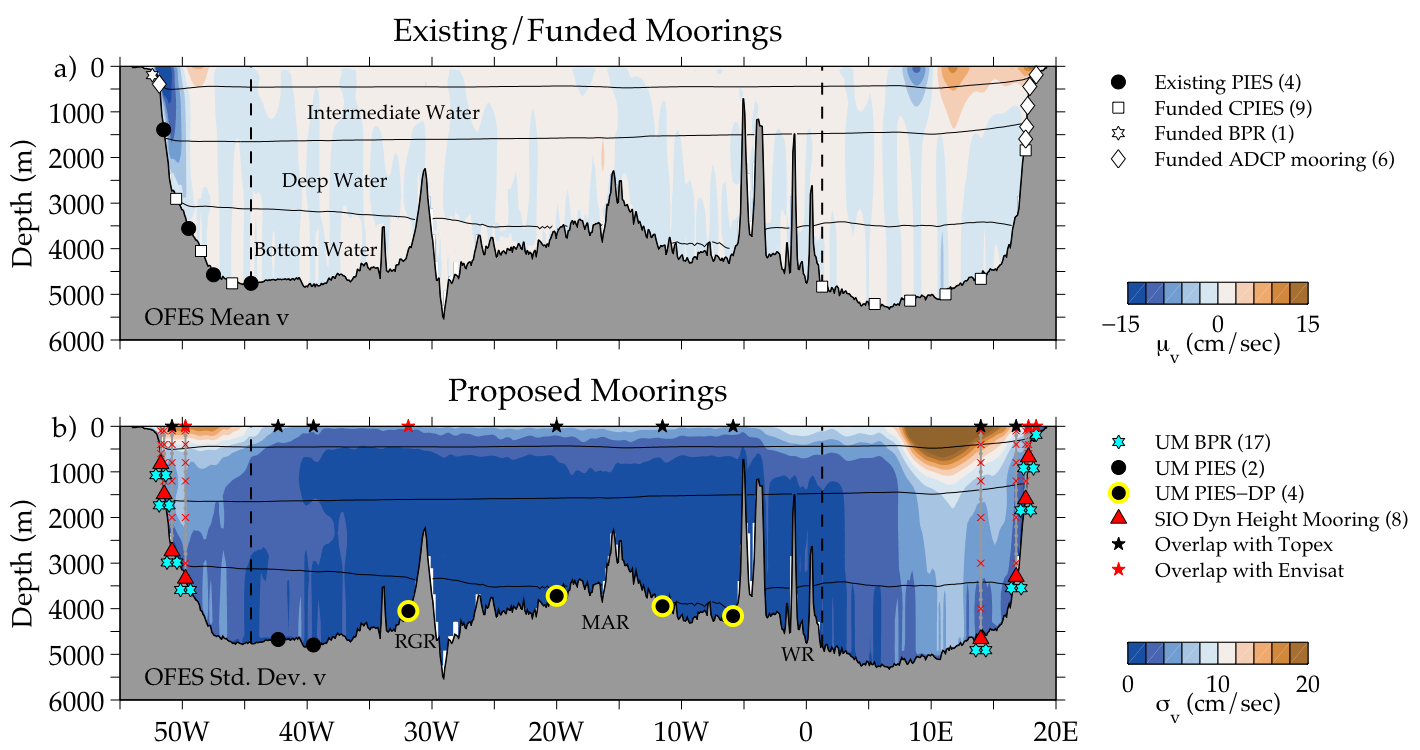 Existing/Funded Moorings
a)
0
1000
2000
3000
4000
5000
6000
Depth (m)
Intermediate Water
Deep Water
Bottom Water
OFES Mean v
Existing PIES (4)
Funded CPIES (9)
Funded BPR (1)
Funded ADCP mooring (6)
−15 0 15
μv (cm/sec)
Proposed Moorings
b)
0
1000
2000
3000
4000
5000
6000
Depth (m)
RGR
MAR
WR
OFES Std. Dev. v
50W 40W 30W 20W 10W 0 10E 20E
UM BPR (17)
UM PIES (2)
UM PIES−DP (4)
SIO Dyn Height Mooring (8)
Overlap with Topex
Overlap with Envisat
0 10 20
σv (cm/sec)